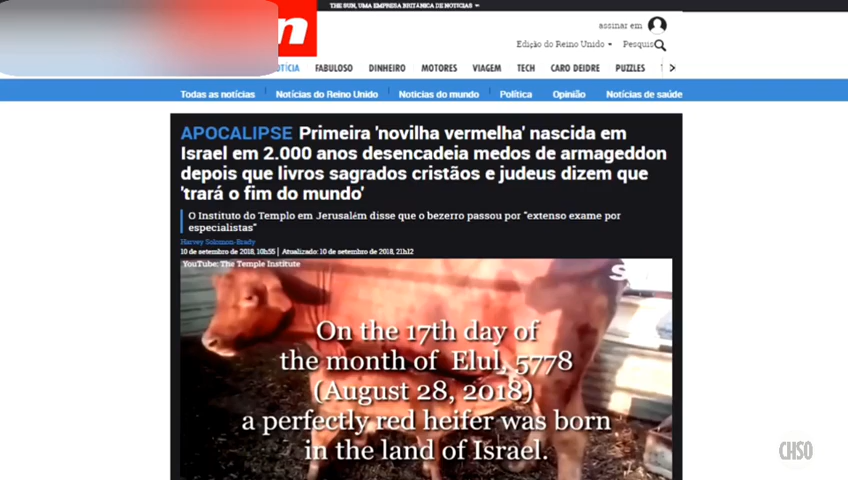 THE SUN, UMA EMPRESA BRITÂNICA DE NOTÍCIAS
n
assinar em
Edição do Reino Unido
Pesquis
TÍCIA FABULOSO DINHEIRO MOTORES VIAGEM TECH CARO DEIDRE PUZZLES
Todas as notícias Notícias do Reino Unido Notícias do mundo Política Opinião Notícias de saúde
APOCALIPSE Primeira 'novilha vermelha' nascida em
Israel em 2.000 anos desencadeia medos de armageddon
depois que livros sagrados cristãos e judeus dizem que
'trará o fim do mundo'
O Instituto do Templo em Jerusalém disse que o bezerro passou por "extenso exame por
especialistas"
Harvey Solomon-Brady
10 de setembro de 2018, 10h55 | Atualizado: 10 de setembro de 2018, 21h12
YouTube: The Temple Institute
On the 17th day of
the month of Elul, 5778
(August 28, 2018)
a perfectly red heifer was born
in the land of Israel.
CHSO